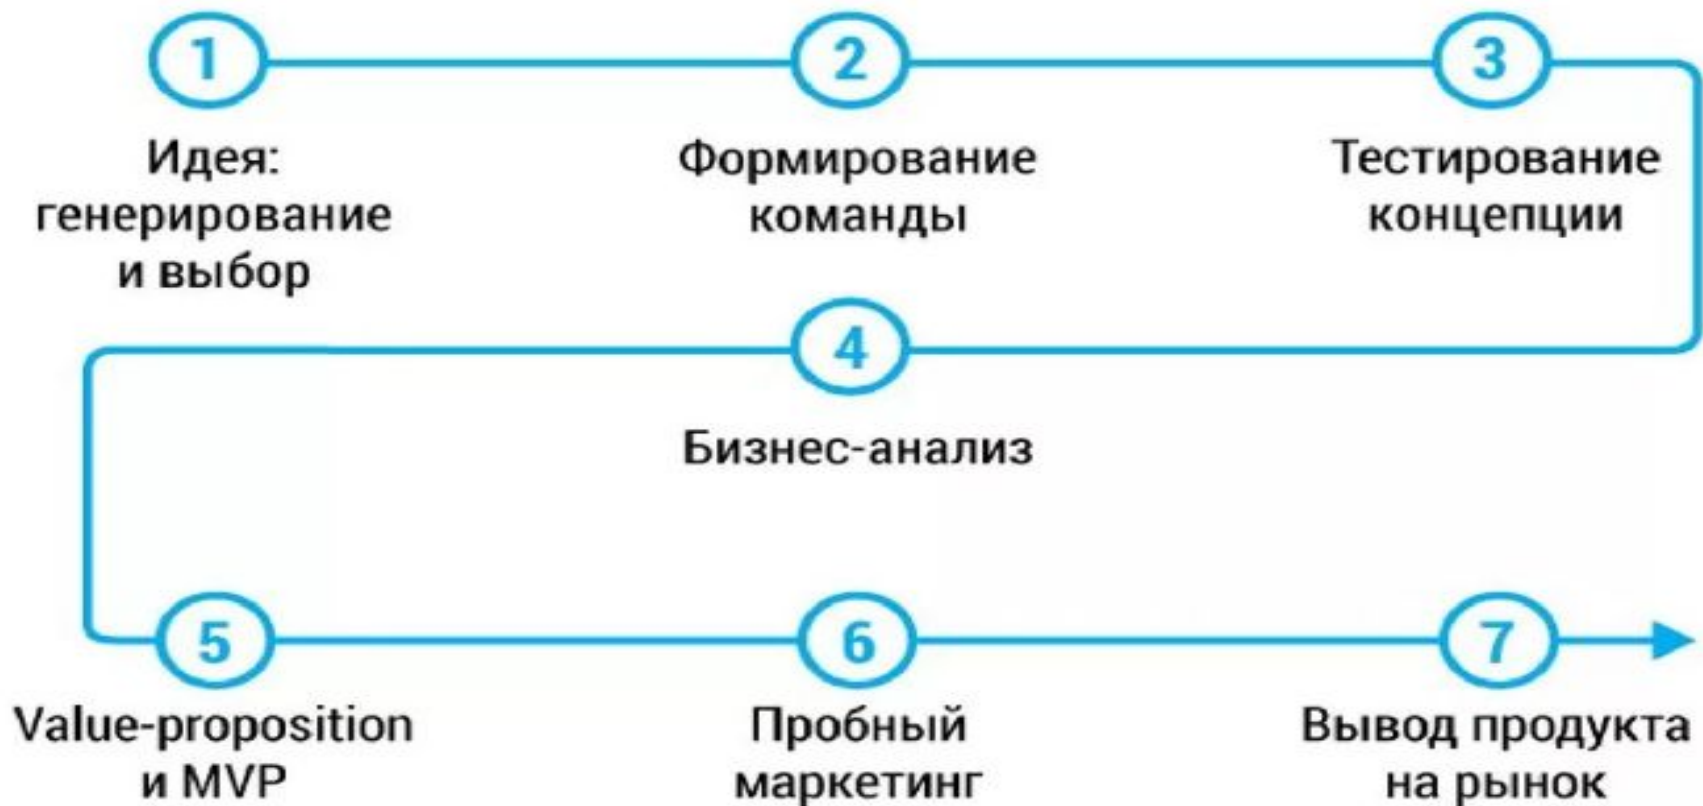 1
Идея:
генерирование
и выбор
2
Формирование
команды
3
Тестирование
концепции
4
Бизнес-анализ
5
Value-proposition
и MVP
6
Пробный
маркетинг
7
Вывод продукта
на рынок